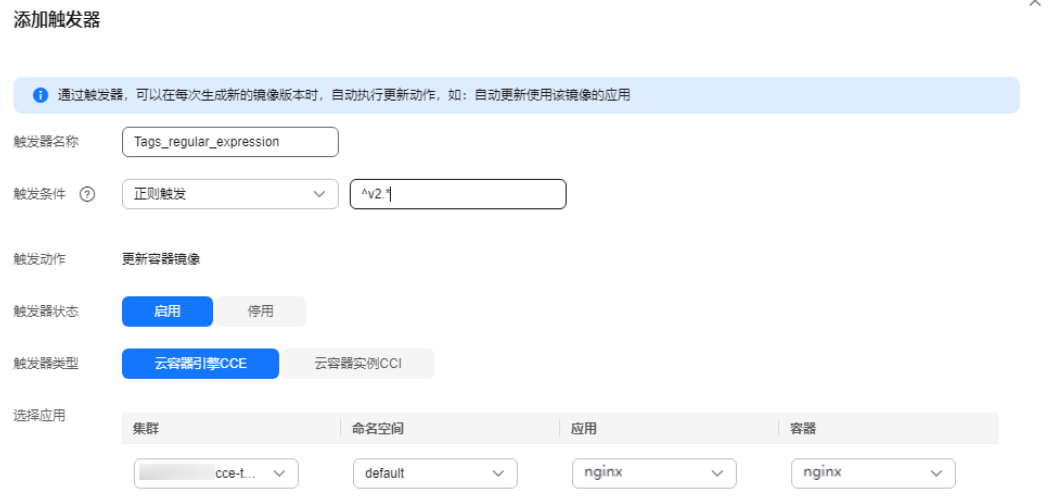 添加触发器
通过触发器，可以在每次生成新的镜像版本时，自动执行更新动作，如：自动更新使用该镜像的应用
触发器名称 Tags_regular_expression
触发条件 ? 正则触发 ^v2.*
触发动作 更新容器镜像
触发器状态 启用 停用
触发器类型 云容器引擎CCE 云容器实例CCI
选择应用
集群 命名空间 应用 容器
cce-t... default nginx nginx